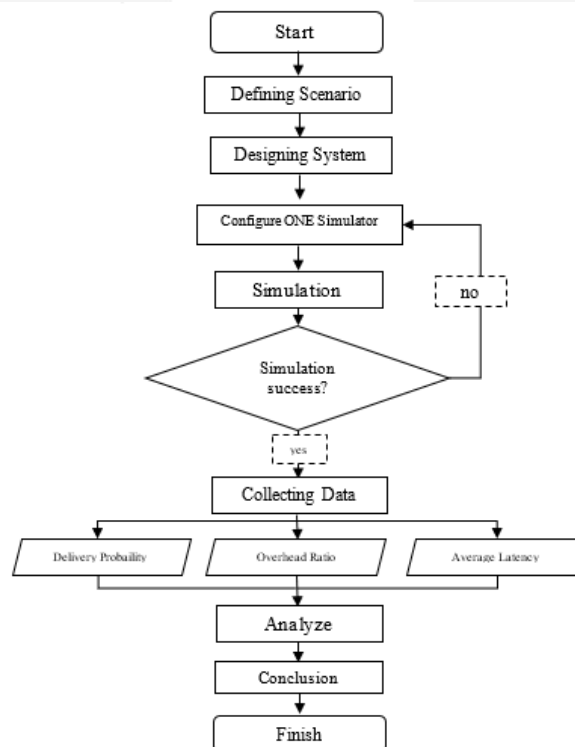 Start
Defining Scenario
Designing System
Configure ONE Simulator
Simulation
no
Simulation
success?
yes
Collecting Data
Delivery Probaility
Overhead Ratio
Average Latency
Analyze
Conclusion
Finish